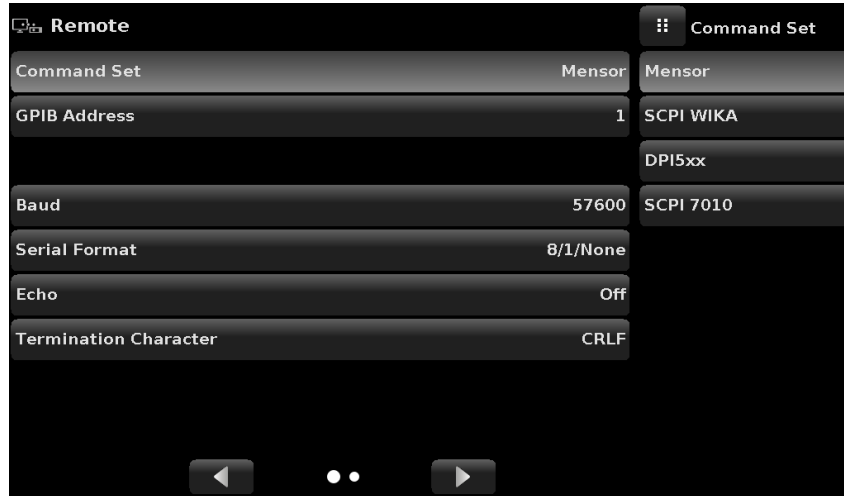 Remote
Command Set Mensor
GPIB Address 1
Baud 57600
Serial Format 8/1/None
Echo Off
Termination Character CRLF
Command Set
Mensor
SCPI WIKA
DPI5xx
SCPI 7010